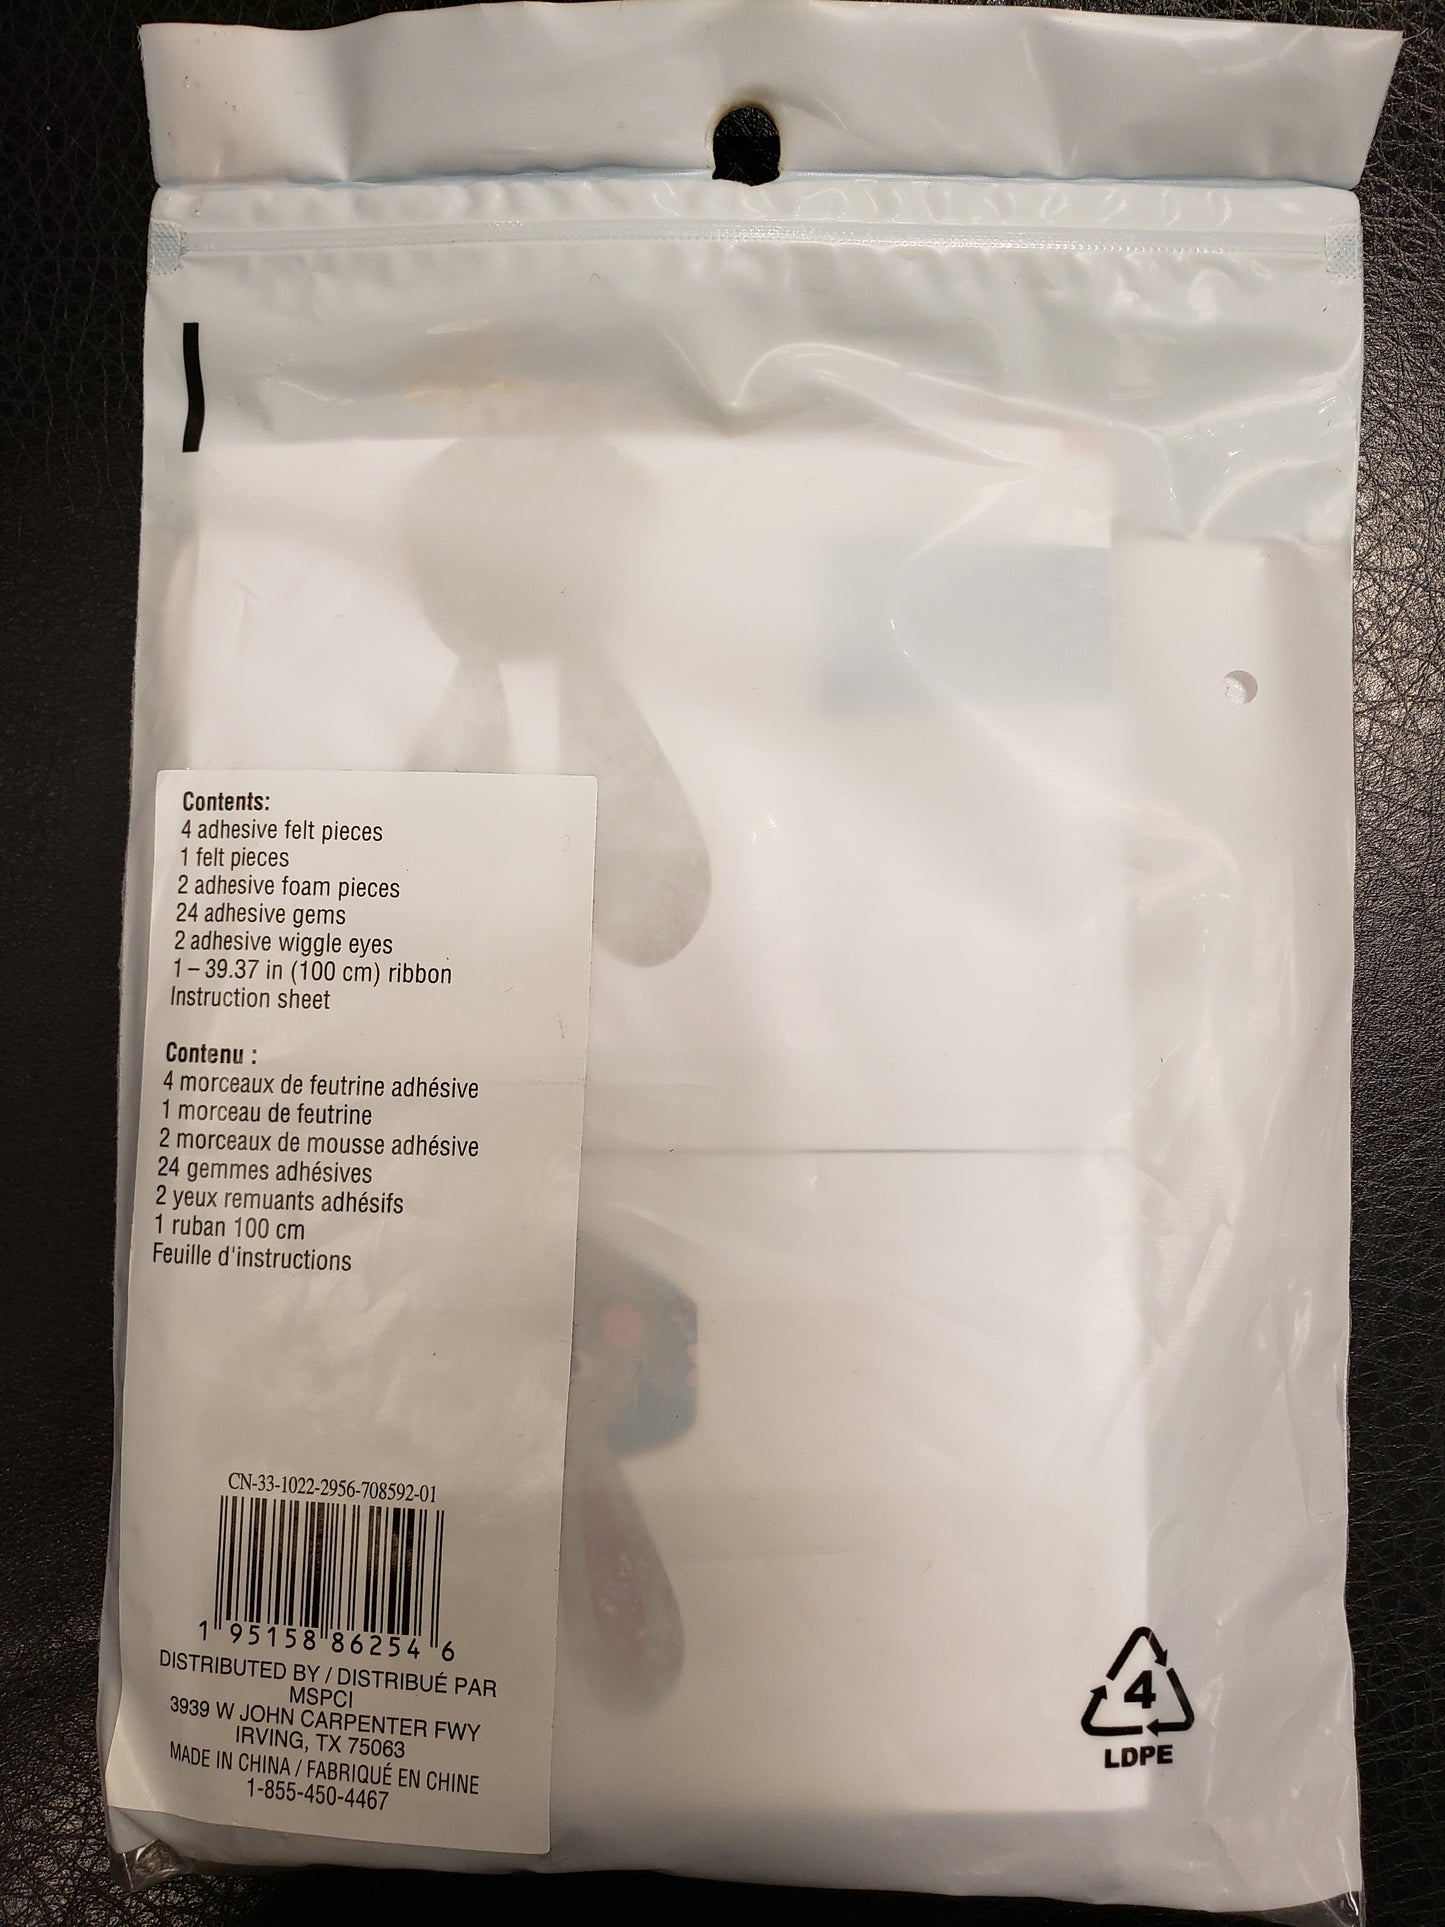 Contents:
4 adhesive felt pieces
1 felt pieces
2 adhesive foam pieces
24 adhesive gems
2 adhesive wiggle eyes
1 – 39.37 in (100 cm) ribbon
Instruction sheet
Contenu :
4 morceaux de feutrine adhésive
1 morceau de feutrine
2 morceaux de mousse adhésive
24 gemmes adhésives
2 yeux remuants adhésifs
1 ruban 100 cm
Feuille d'instructions
CN-33-1022-2956-708592-01
1 95158 86254 6
DISTRIBUTED BY / DISTRIBUÉ PAR
MSPCI
3939 W JOHN CARPENTER FWY
IRVING, TX 75063
MADE IN CHINA / FABRIQUÉ EN CHINE
1-855-450-4467
4
LDPE